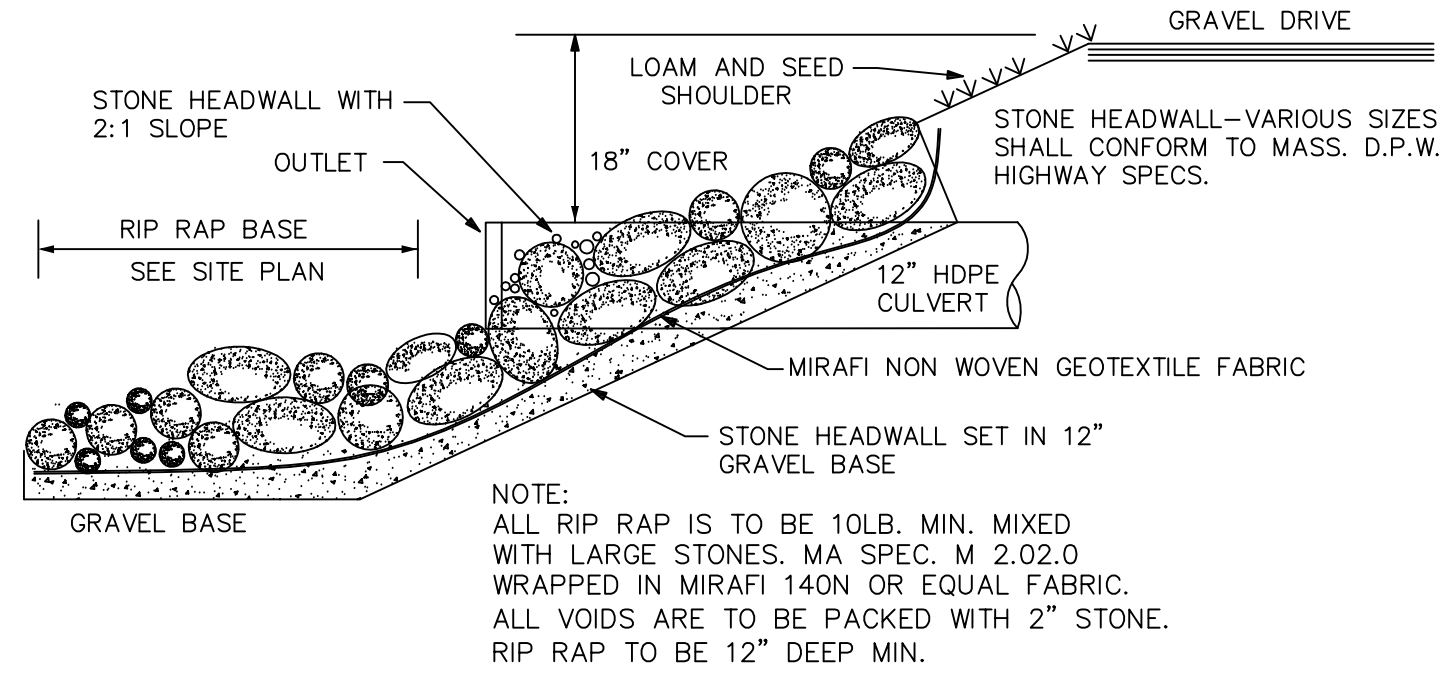 GRAVEL DRIVE
LOAM AND SEED
SHOULDER
STONE HEADWALL WITH
2:1 SLOPE
OUTLET
18" COVER
STONE HEADWALL–VARIOUS SIZES
SHALL CONFORM TO MASS. D.P.W.
HIGHWAY SPECS.
RIP RAP BASE
SEE SITE PLAN
12" HDPE
CULVERT
MIRAFI NON WOVEN GEOTEXTILE FABRIC
STONE HEADWALL SET IN 12"
GRAVEL BASE
GRAVEL BASE
NOTE:
ALL RIP RAP IS TO BE 10LB. MIN. MIXED
WITH LARGE STONES. MA SPEC. M 2.02.0
WRAPPED IN MIRAFI 140N OR EQUAL FABRIC.
ALL VOIDS ARE TO BE PACKED WITH 2" STONE.
RIP RAP TO BE 12" DEEP MIN.